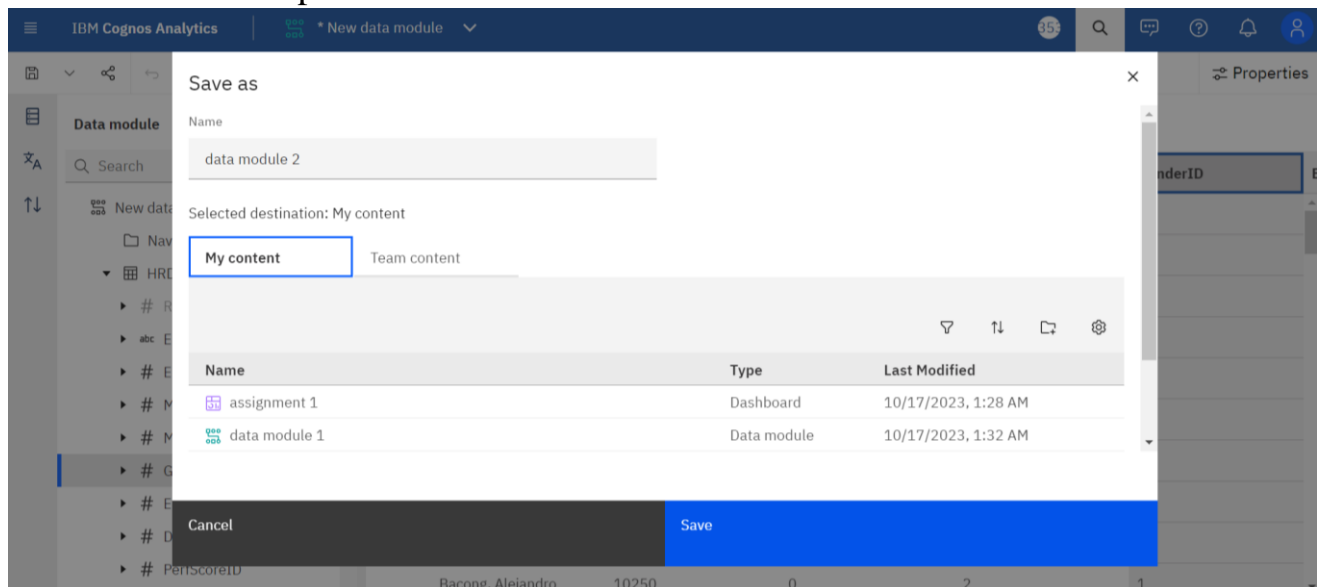 IBM Cognos Analytics
* New data module
Save as
Properties
Name
Data module
data module 2
Search
nderID
E
New data
Selected destination: My content
Nav
My content
Team content
HRD
# R
abc E
# E
Name
Type
Last Modified
# M
assignment 1
Dashboard
10/17/2023, 1:28 AM
# M
data module 1
Data module
10/17/2023, 1:32 AM
# G
# E
Cancel
Save
# D
# PerfScoreID
Bacong, Alejandro
10250
0
2
1